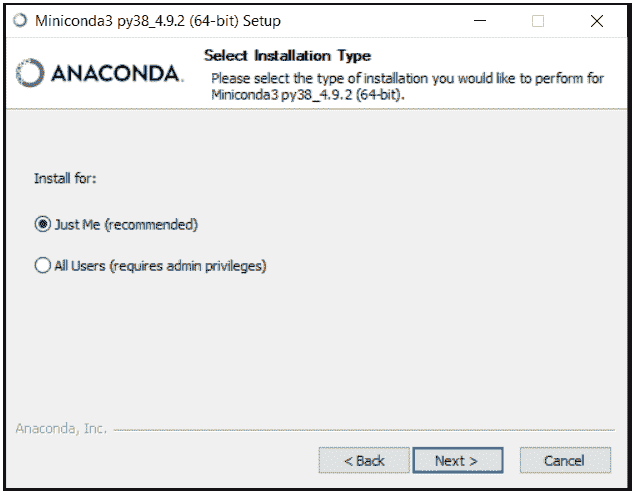 Miniconda3 py38_4.9.2 (64-bit) Setup
Select Installation Type
ANACONDA.
Please select the type of installation you would like to perform for
Miniconda3 py38_4.9.2 (64-bit).
Install for:
Just Me (recommended)
All Users (requires admin privileges)
Anaconda, Inc.
< Back
Next >
Cancel